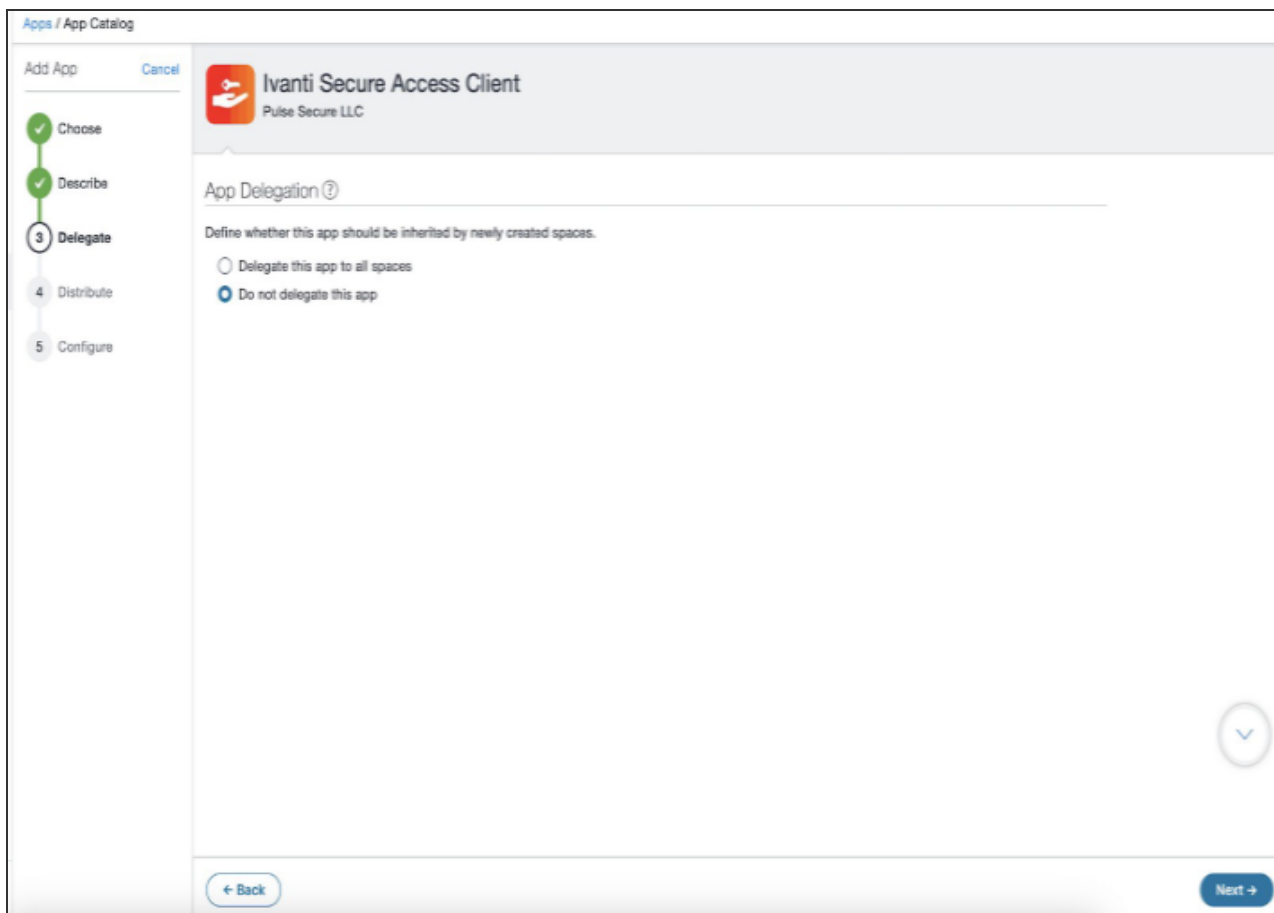 Apps / App Catalog
Add App Cancel
Choose
Describe
3 Delegate
4 Distribute
5 Configure
Ivanti Secure Access Client
Pulse Secure LLC
App Delegation ?
Define whether this app should be inherited by newly created spaces.
Delegate this app to all spaces
Do not delegate this app
← Back
Next →